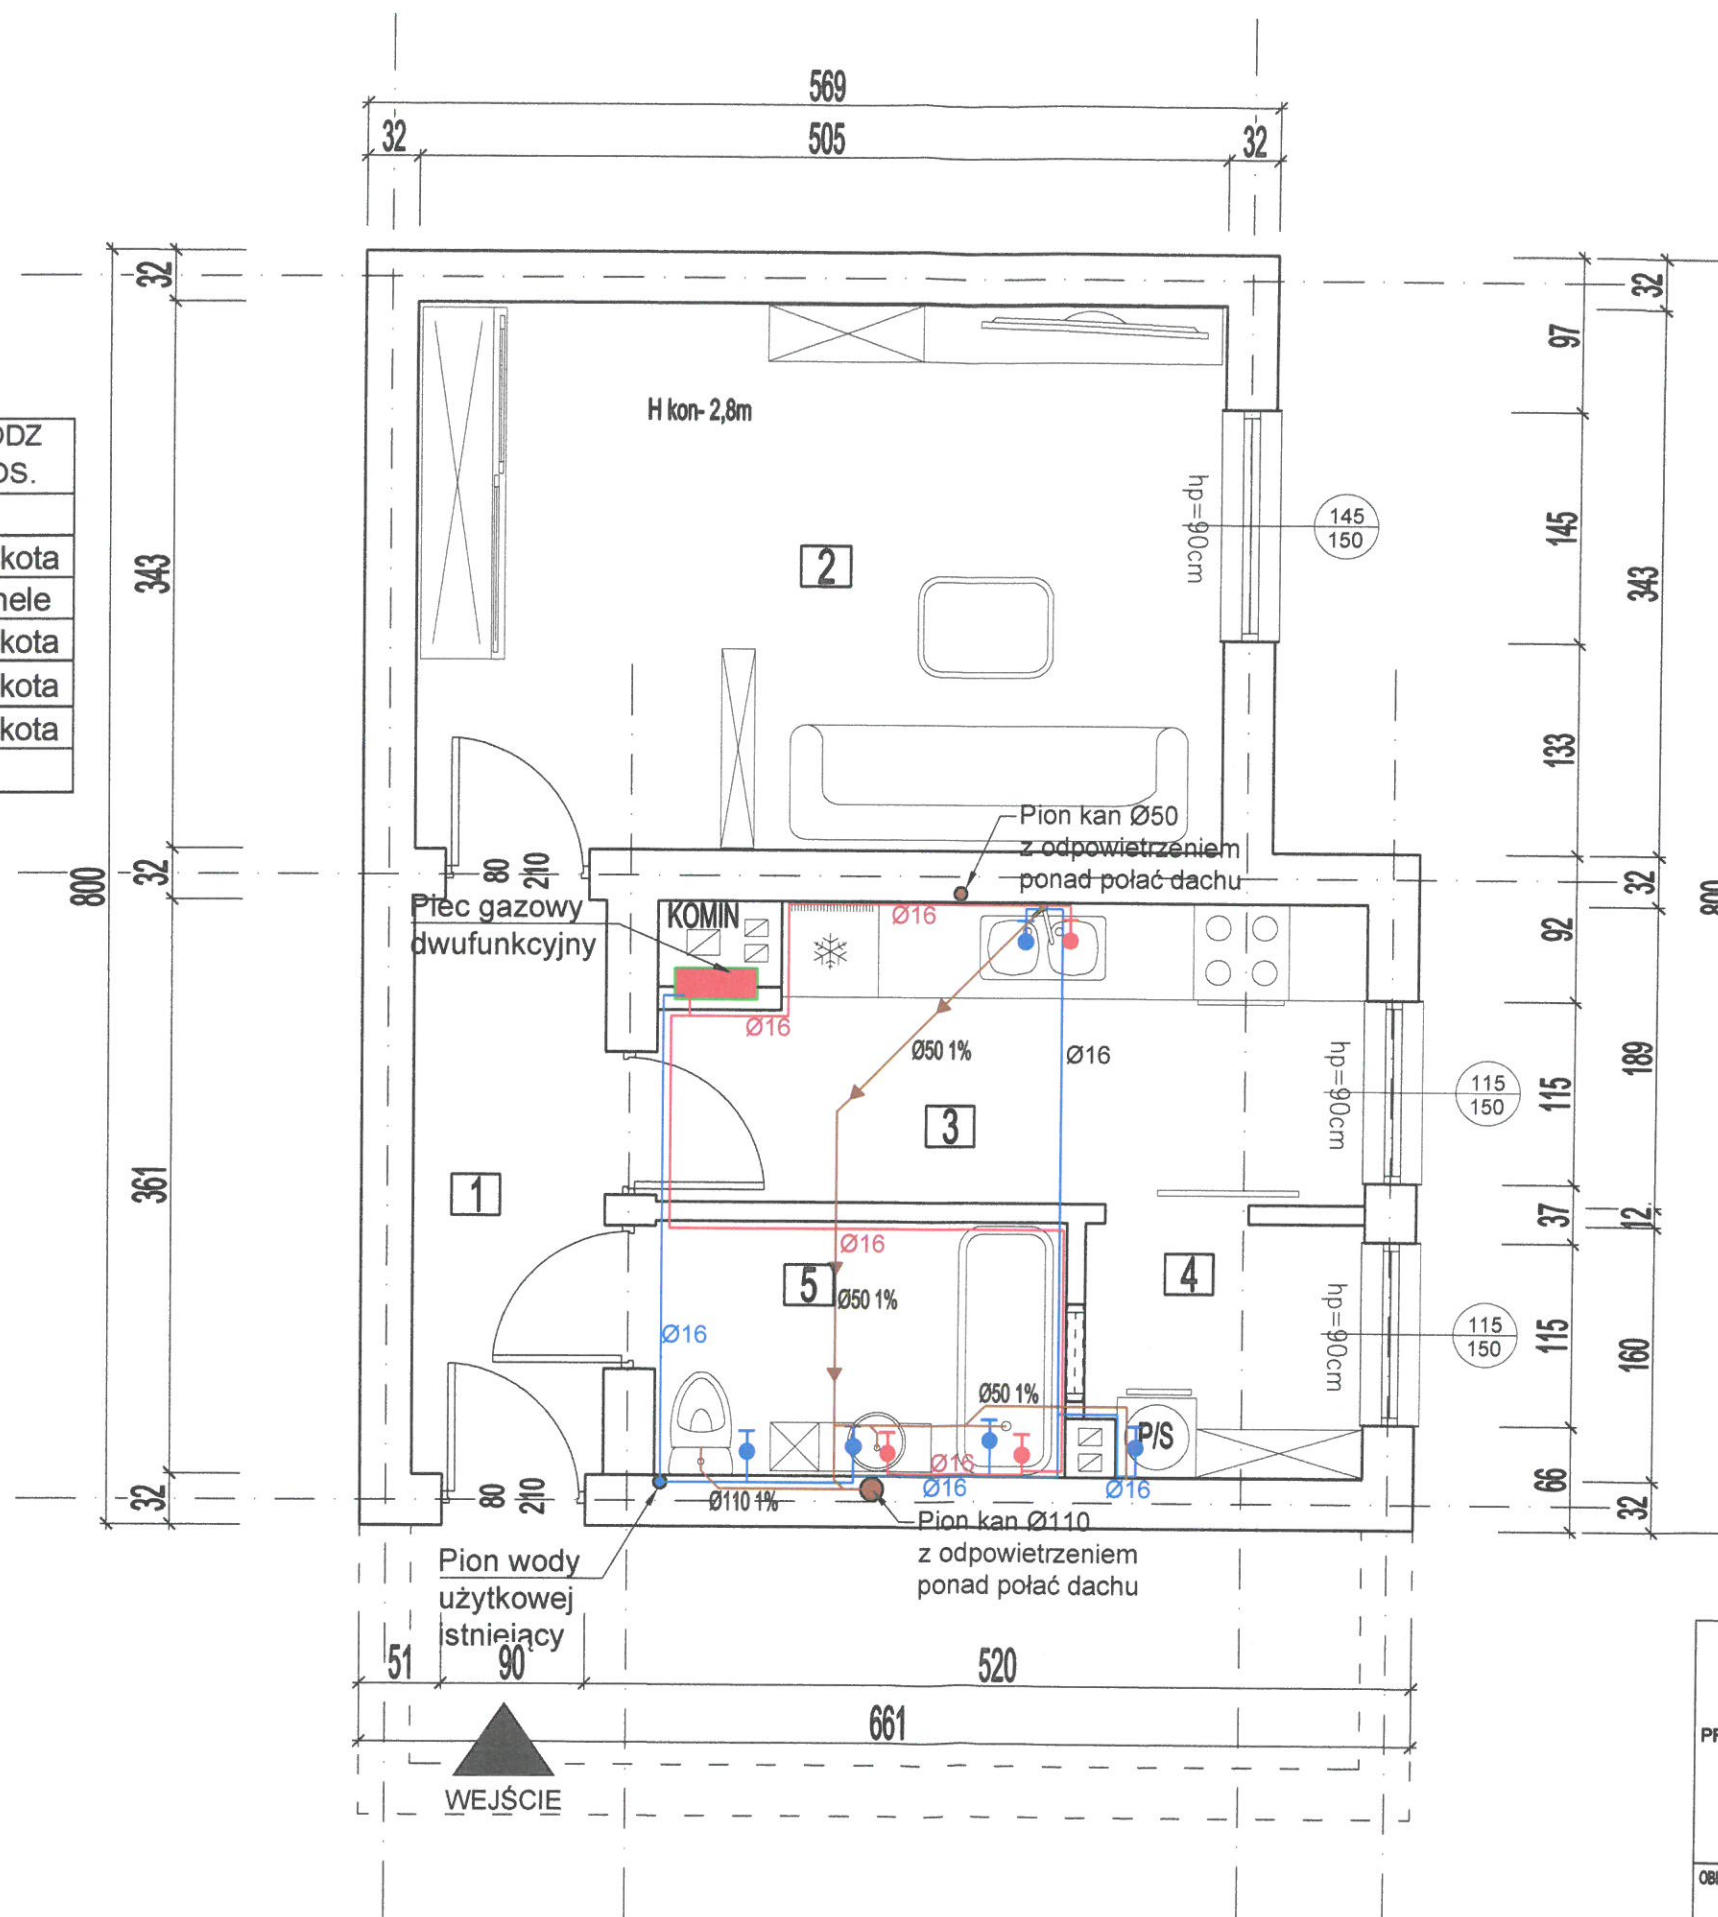 569
32
505
32
32
343
32
361
32
800
ODZ
OS.
kota
nele
kota
kota
kota
H kon- 2,8m
2
hp=90cm
145
150
32
97
145
133
92
115
37
115
66
32
343
32
189
12
160
32
800
Pion kan Ø50
z odpowietrzeniem
ponad połać dachu
80
210
Piec gazowy
dwufunkcyjny
KOMIN
Ø16
Ø16
Ø50 1%
Ø16
3
hp=90cm
115
150
1
Ø16
5
Ø50 1%
4
Ø16
hp=90cm
115
150
Ø50 1%
P/S
Ø16
Ø16
Ø16
80
210
Ø110 1%
Pion kan Ø110
z odpowietrzeniem
ponad połać dachu
Pion wody
użytkowej
istniejący
51
90
520
661
WEJŚCIE